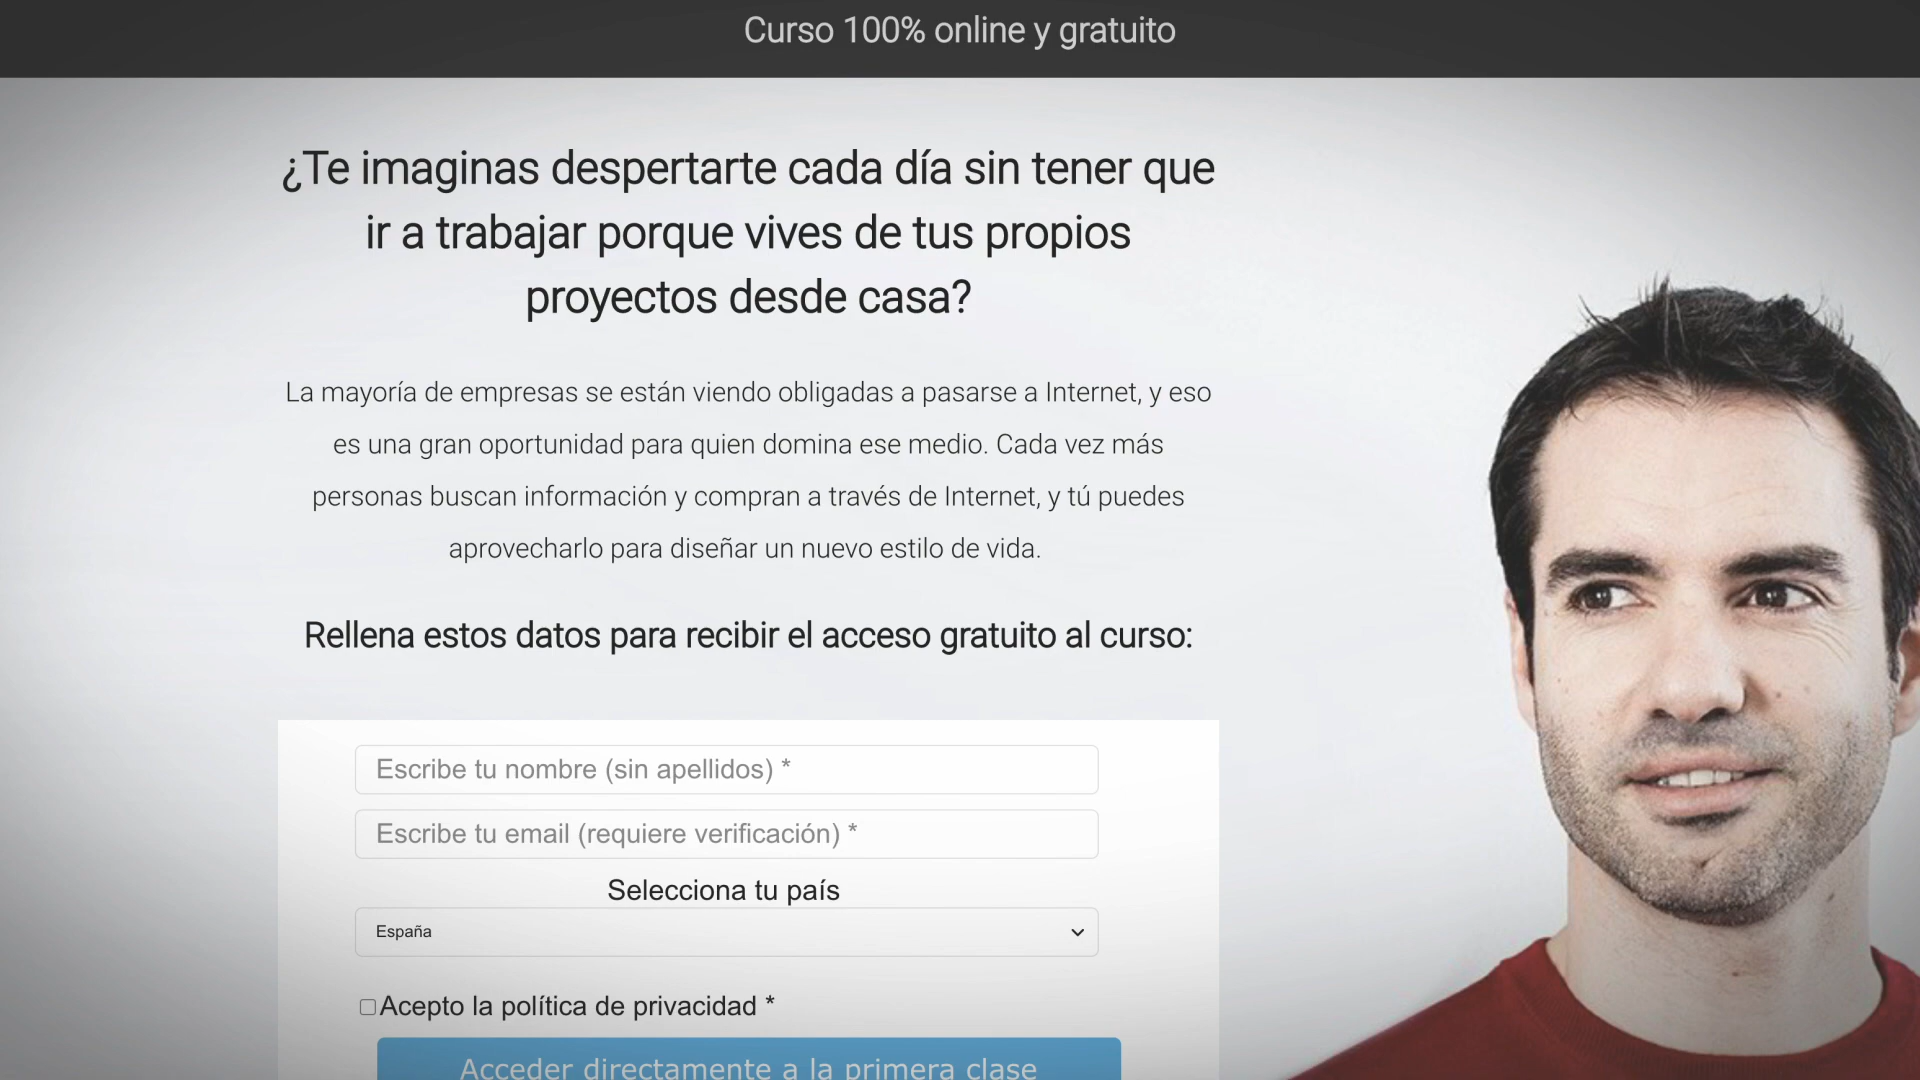 Curso 100% online y gratuito
¿Te imaginas despertarte cada día sin tener que
ir a trabajar porque vives de tus propios
proyectos desde casa?
La mayoría de empresas se están viendo obligadas a pasarse a Internet, y eso
es una gran oportunidad para quien domina ese medio. Cada vez más
personas buscan información y compran a través de Internet, y tú puedes
aprovecharlo para diseñar un nuevo estilo de vida.
Rellena estos datos para recibir el acceso gratuito al curso:
Escribe tu nombre (sin apellidos) *
Escribe tu email (requiere verificación) *
Selecciona tu país
España
Acepto la política de privacidad *
Acceder directamente a la primera clase